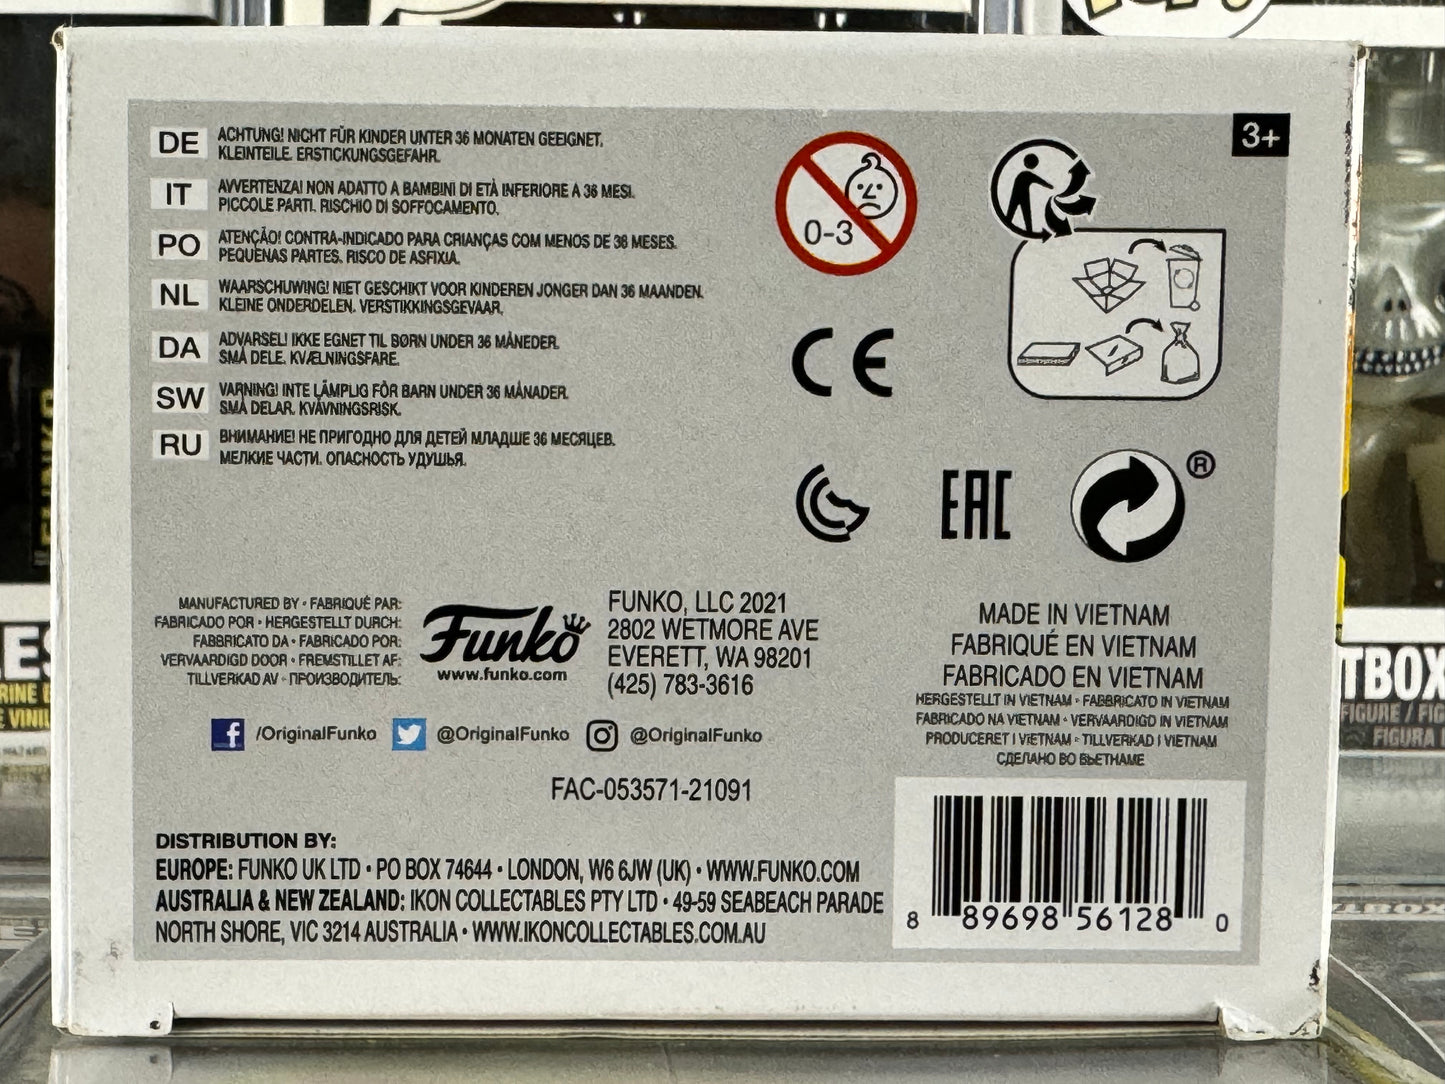 DE
ACHTUNG! NICHT FÜR KINDER UNTER 36 MONATEN GEEIGNET.
KLEINTEILE. ERSTICKUNGSGEFAHR.
IT
AVVERTENZA! NON ADATTO A BAMBINI DI ETÀ INFERIORE A 36 MESI.
PICCOLE PARTI. RISCHIO DI SOFFOCAMENTO.
PO
ATENÇÃO! CONTRA-INDICADO PARA CRIANÇAS COM MENOS DE 36 MESES.
PEQUENAS PARTES. RISCO DE ASFIXIA.
NL
WAARSCHUWING! NIET GESCHIKT VOOR KINDEREN JONGER DAN 36 MAANDEN.
KLEINE ONDERDELEN. VERSTIKKINGSGEVAAR.
DA
ADVARSEL! IKKE EGNET TIL BØRN UNDER 36 MÅNEDER.
SMÅ DELE. KVÆLNINGSFARE.
SW
VARNING! INTE LÄMPLIG FÖR BARN UNDER 36 MÅNADER.
SMÅ DELAR. KVÄVNINGSRISK.
RU
ВНИМАНИЕ! НЕ ПРИГОДНО ДЛЯ ДЕТЕЙ МЛАДШЕ 36 МЕСЯЦЕВ.
МЕЛКИЕ ЧАСТИ. ОПАСНОСТЬ УДУШЬЯ.
0-3
3+
CE
EAC
®
MANUFACTURED BY • FABRIQUÉ PAR:
FABRICADO POR • HERGESTELLT DURCH:
FABBRICATO DA • FABRICADO POR:
VERVAARDIGD DOOR • FREMSTILLET AF:
TILLVERKAD AV • ПРОИЗВОДИТЕЛЬ:
Funko
www.funko.com
FUNKO, LLC 2021
2802 WETMORE AVE
EVERETT, WA 98201
(425) 783-3616
/OriginalFunko @OriginalFunko @OriginalFunko
FAC-053571-21091
MADE IN VIETNAM
FABRIQUÉ EN VIETNAM
FABRICADO EN VIETNAM
HERGESTELLT IN VIETNAM • FABBRICATO IN VIETNAM
FABRICADO NA VIETNAM • VERVAARDIGD IN VIETNAM
PRODUCERET I VIETNAM • TILLVERKAD I VIETNAM
СДЕЛАНО ВО ВЬЕТНАМЕ
DISTRIBUTION BY:
EUROPE: FUNKO UK LTD • PO BOX 74644 • LONDON, W6 6JW (UK) • WWW.FUNKO.COM
AUSTRALIA & NEW ZEALAND: IKON COLLECTABLES PTY LTD • 49-59 SEABEACH PARADE
NORTH SHORE, VIC 3214 AUSTRALIA • WWW.IKONCOLLECTABLES.COM.AU
8 89698 56128 0
TBOX
FIGURE / FIG
FIGURA